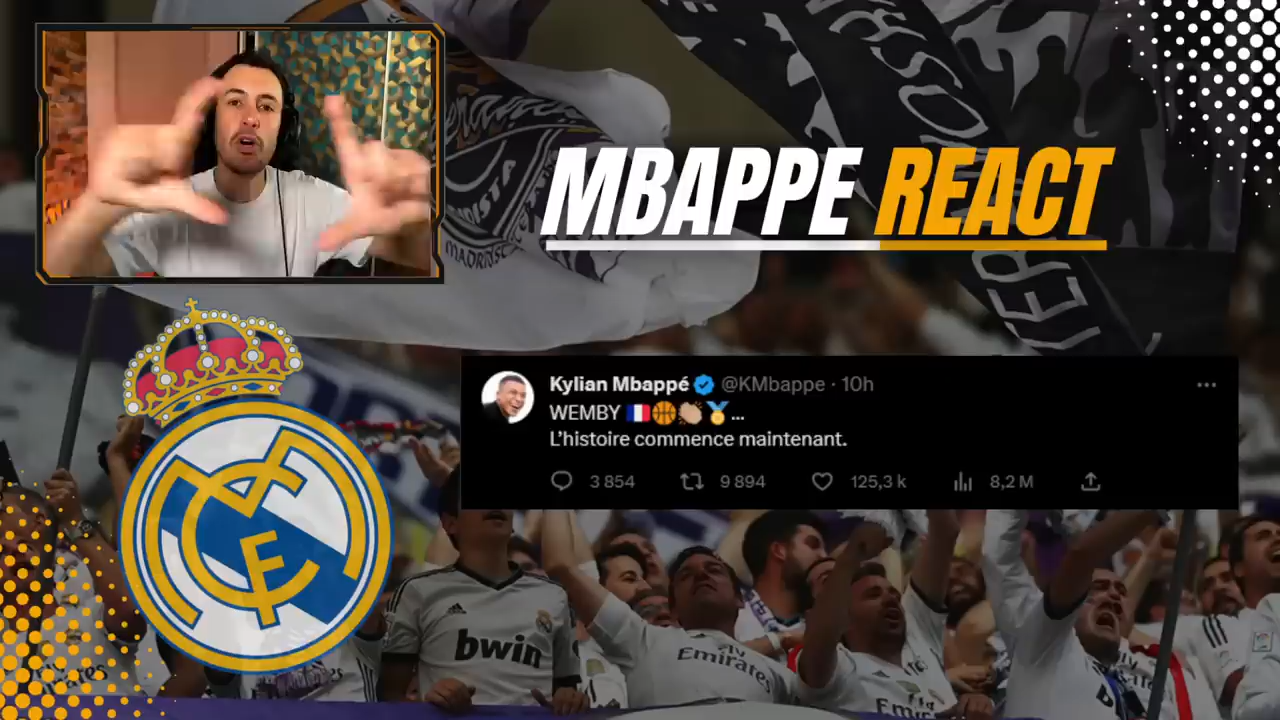 MBAPPE REACT
Kylian Mbappé @KMbappe · 10h
WEMBY 🇫🇷🏀👏🏼🏅...
L'histoire commence maintenant.
3 854 9 894 125,3 k 8,2 M
bwin
Emirates